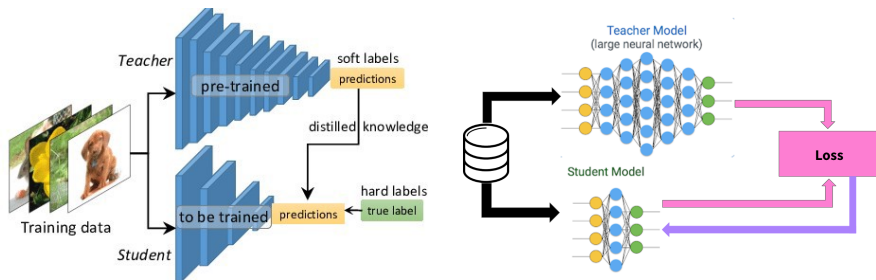 Teacher
soft labels
pre-trained
predictions
distilled knowledge
hard labels
to be trained
predictions
true label
Training data
Student
Teacher Model
(large neural network)
Loss
Student Model